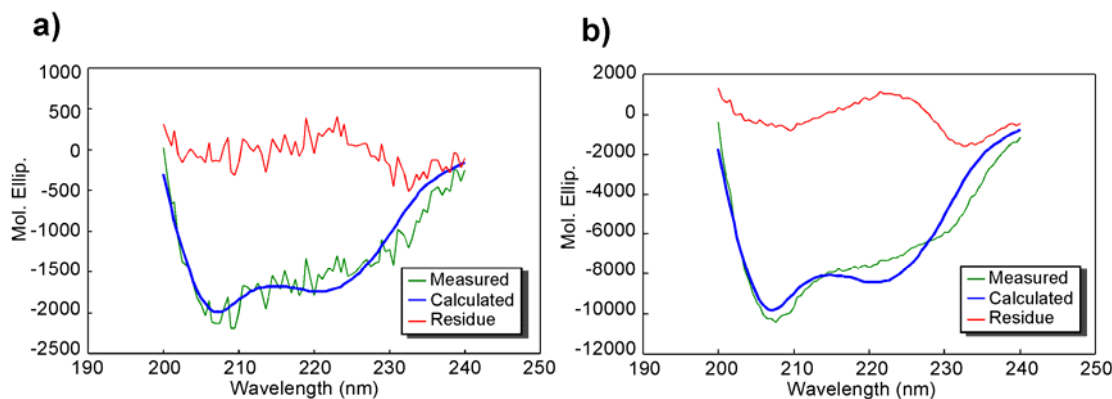 a)
1000
500
0
-500
-1000
-1500
-2000
-2500
Mol. Ellip.
190 200 210 220 230 240 250
Wavelength (nm)
Measured
Calculated
Residue
b)
2000
0
-2000
-4000
-6000
-8000
-10000
-12000
Mol. Ellip.
190 200 210 220 230 240 250
Wavelength (nm)
Measured
Calculated
Residue